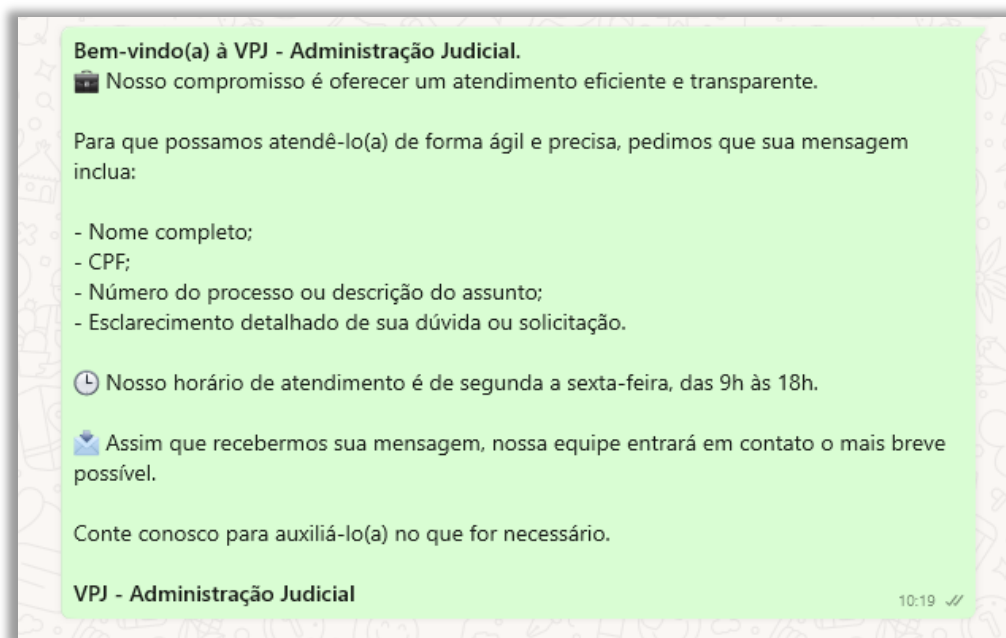 Bem-vindo(a) à VPJ - Administração Judicial.
💼 Nosso compromisso é oferecer um atendimento eficiente e transparente.
Para que possamos atendê-lo(a) de forma ágil e precisa, pedimos que sua mensagem
inclua:
- Nome completo;
- CPF;
- Número do processo ou descrição do assunto;
- Esclarecimento detalhado de sua dúvida ou solicitação.
🕒 Nosso horário de atendimento é de segunda a sexta-feira, das 9h às 18h.
📩 Assim que recebermos sua mensagem, nossa equipe entrará em contato o mais breve
possível.
Conte conosco para auxiliá-lo(a) no que for necessário.
VPJ - Administração Judicial
10:19